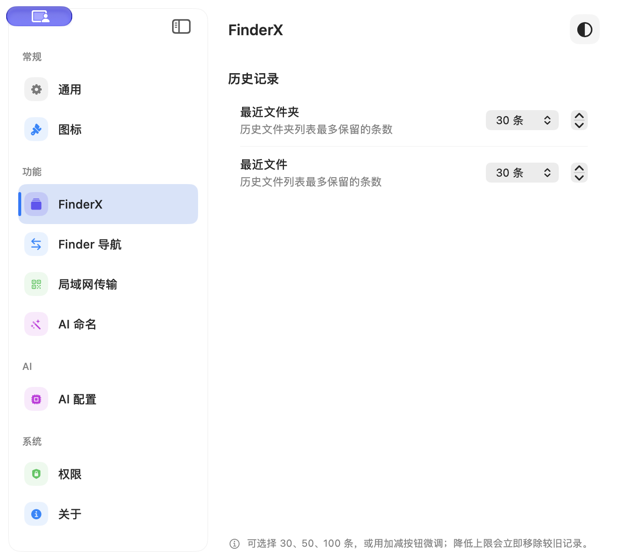 FinderX
常规
通用
图标
功能
FinderX
Finder 导航
局域网传输
AI 命名
AI
AI 配置
系统
权限
关于
历史记录
最近文件夹
历史文件夹列表最多保留的条数
30 条
最近文件
历史文件列表最多保留的条数
30 条
可选择 30、50、100 条，或用加减按钮微调；降低上限会立即移除较旧记录。